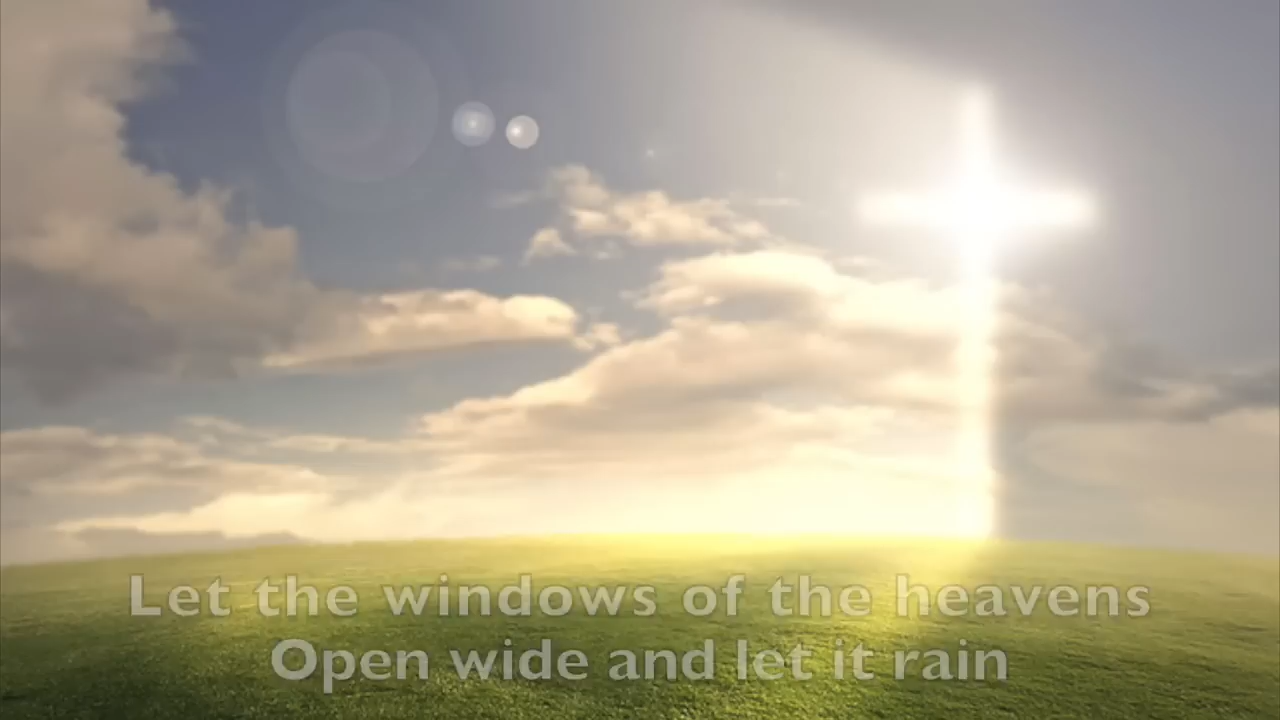 Let the windows of the heavens
Open wide and let it rain